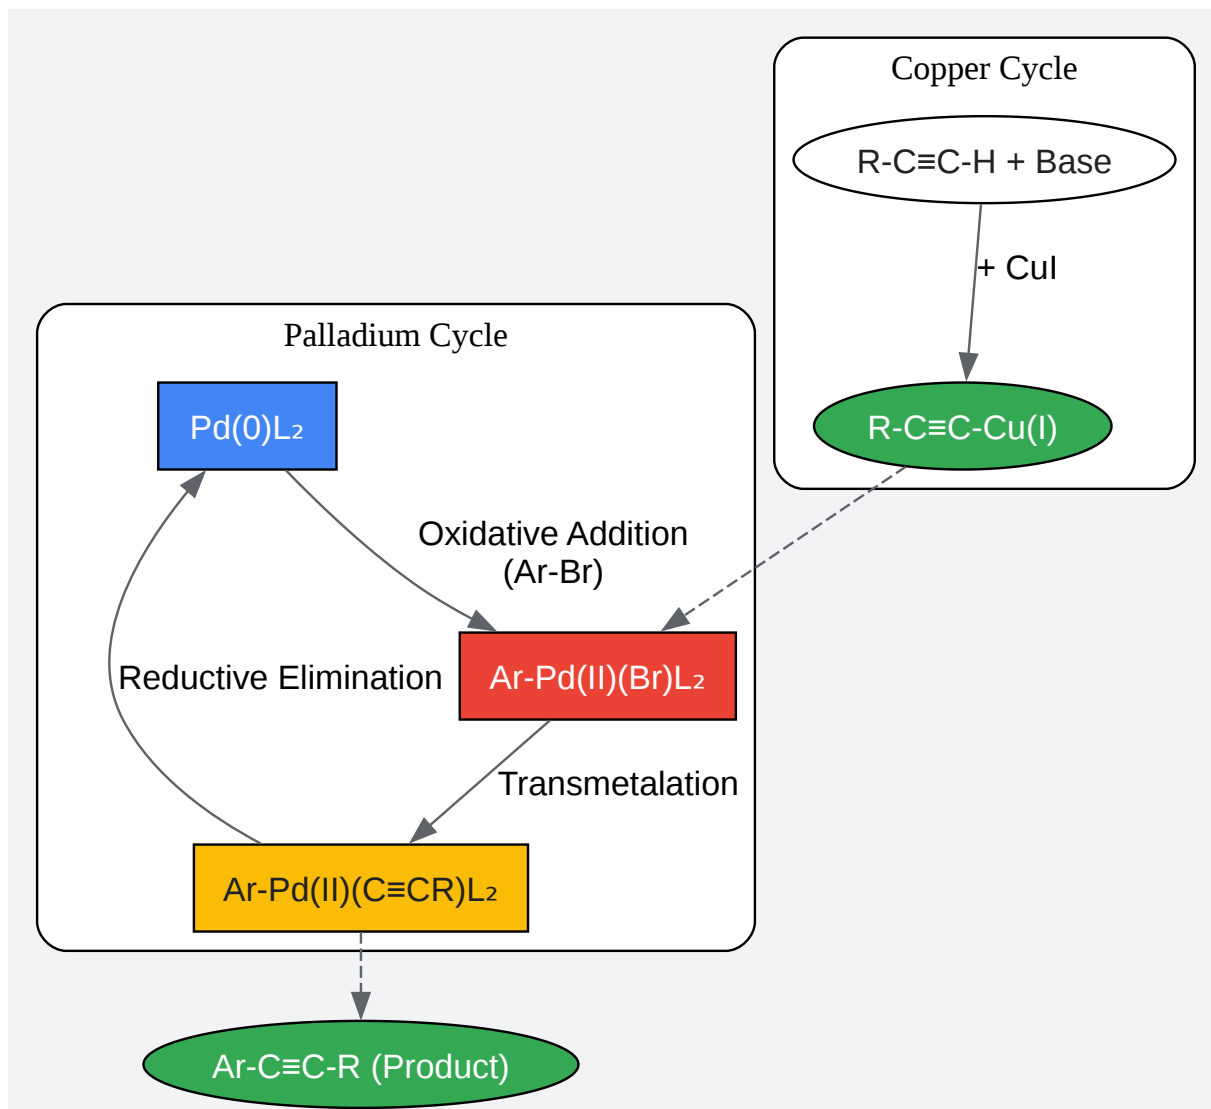 Copper Cycle
R-C≡C-H + Base
+ CuI
Palladium Cycle
Pd(0)L₂
R-C≡C-Cu(I)
Oxidative Addition
(Ar-Br)
Reductive Elimination
Ar-Pd(II)(Br)L₂
Transmetalation
Ar-Pd(II)(C≡CR)L₂
Ar-C≡C-R (Product)